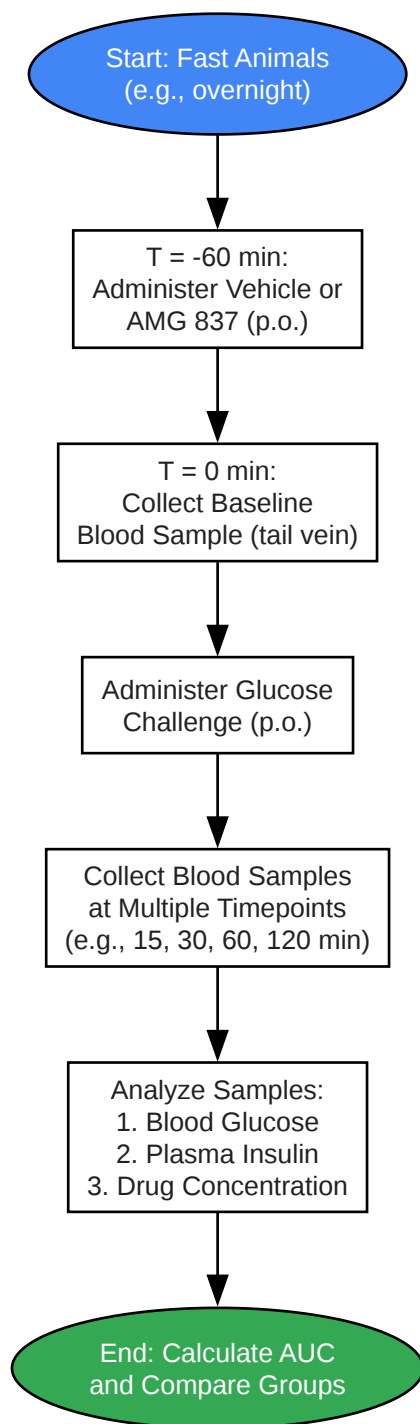 Start: Fast Animals
(e.g., overnight)
T = -60 min:
Administer Vehicle or
AMG 837 (p.o.)
T = 0 min:
Collect Baseline
Blood Sample (tail vein)
Administer Glucose
Challenge (p.o.)
Collect Blood Samples
at Multiple Timepoints
(e.g., 15, 30, 60, 120 min)
Analyze Samples:
1. Blood Glucose
2. Plasma Insulin
3. Drug Concentration
End: Calculate AUC
and Compare Groups